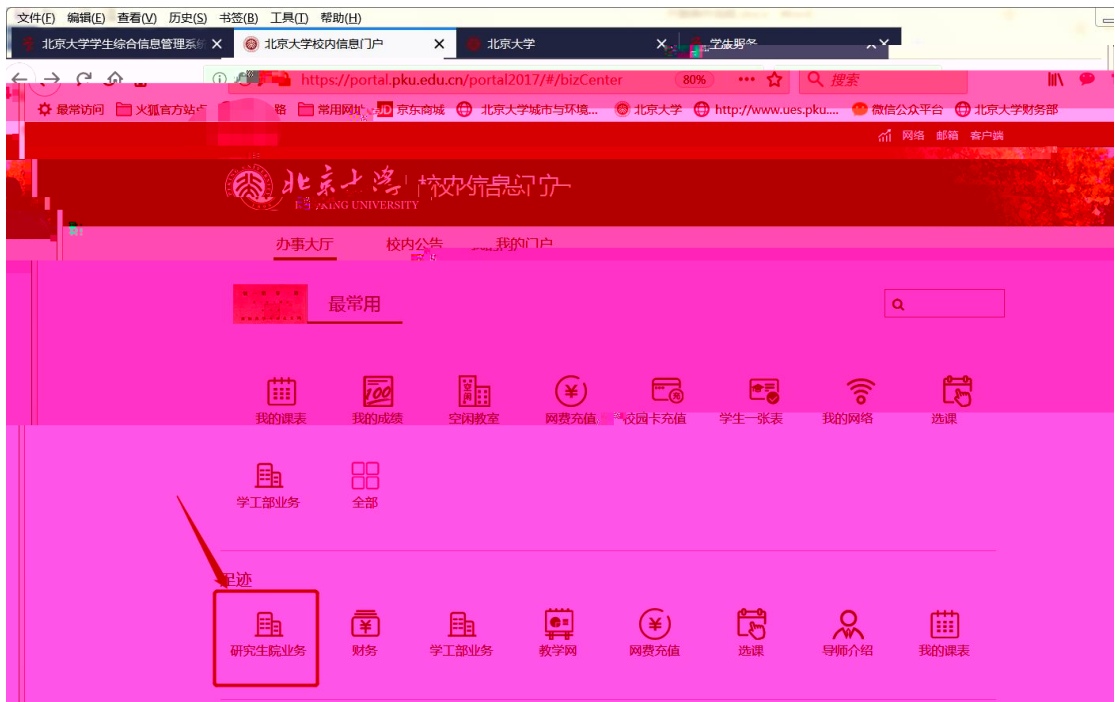 文件(F) 编辑(E) 查看(V) 历史(S) 书签(B) 工具(T) 帮助(H)
北京大学学生综合信息管理系统 北京大学校内信息门户 北京大学
https://portal.pku.edu.cn/portal2017/#/bizCenter 80% 搜索
最常访问 火狐官方站点 常用网址 JD 京东商城 北京大学城市与环境... 北京大学 http://www.ues.pku.... 微信公众平台 北京大学财务部
网络 邮箱 客户端
北京大学 校内信息门户
PEKING UNIVERSITY
办事大厅 校内公告 我的门户
最常用
我的课表 我的成绩 空闲教室 网费充值 校园卡充值 学生一张表 我的网络 选课
学工部业务 全部
足迹
研究生院业务 财务 学工部业务 教学网 网费充值 选课 导师介绍 我的课表